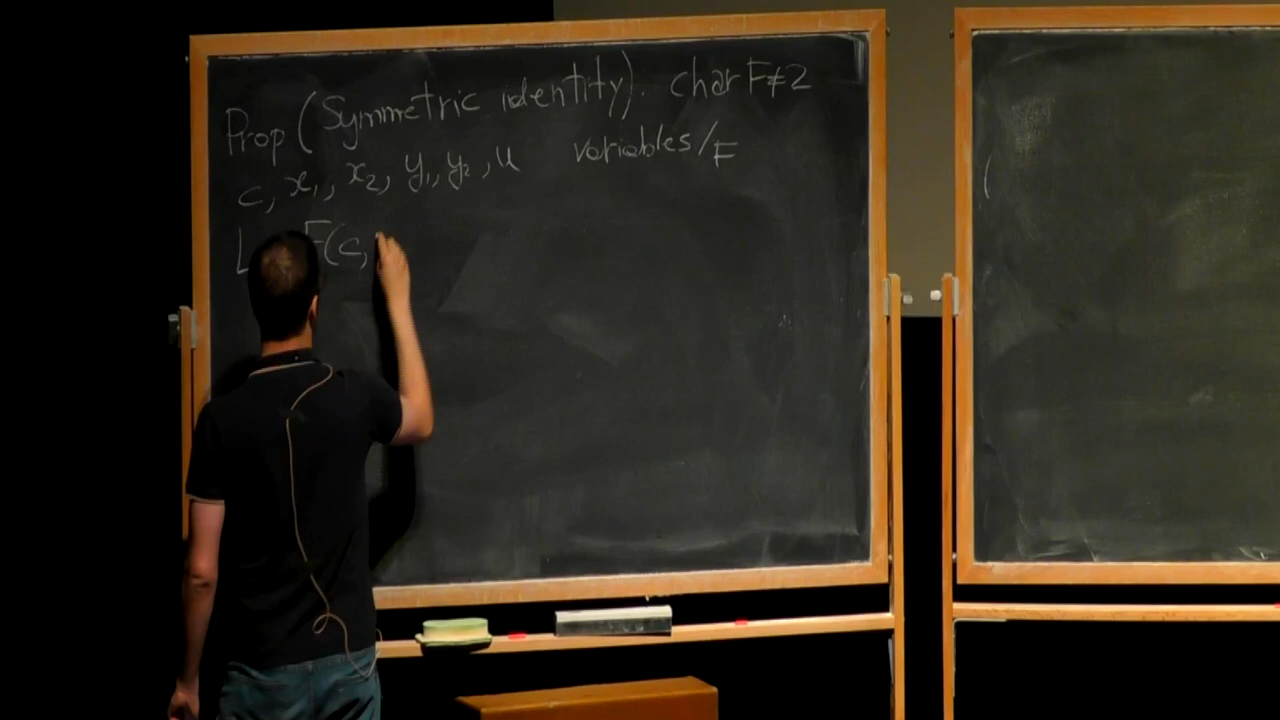 Prop (Symmetric identity). char F≠2
c, x₁, x₂, y₁, y₂, u variables/F
L F(c,
(